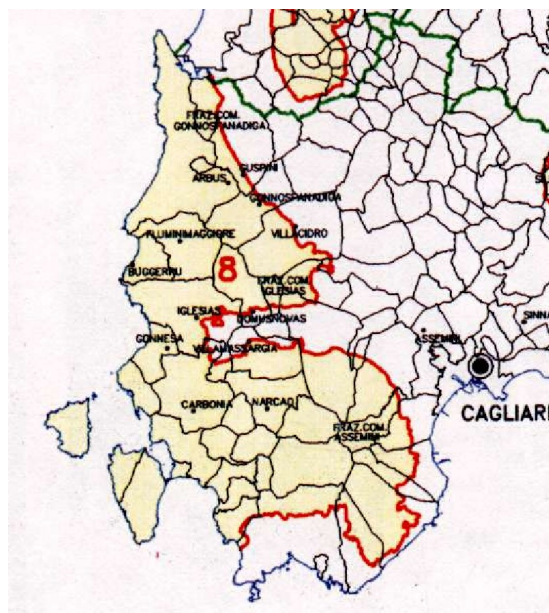 FRAZ.COM.
GONNOSFANADIGA
GUSPINI
ARBUS
GONNOSFANADIGA
FLUMINIMAGGIORE
VILLACIDRO
BUGGERRU
8
FRAZ.COM.
IGLESIAS
IGLESIAS
DOMUSNOVAS
SINNA
GONNESA
ASSEMINI
VILLAMASSARGIA
CARBONIA
NARCAO
CAGLIARI
FRAZ.COM.
ASSEMINI